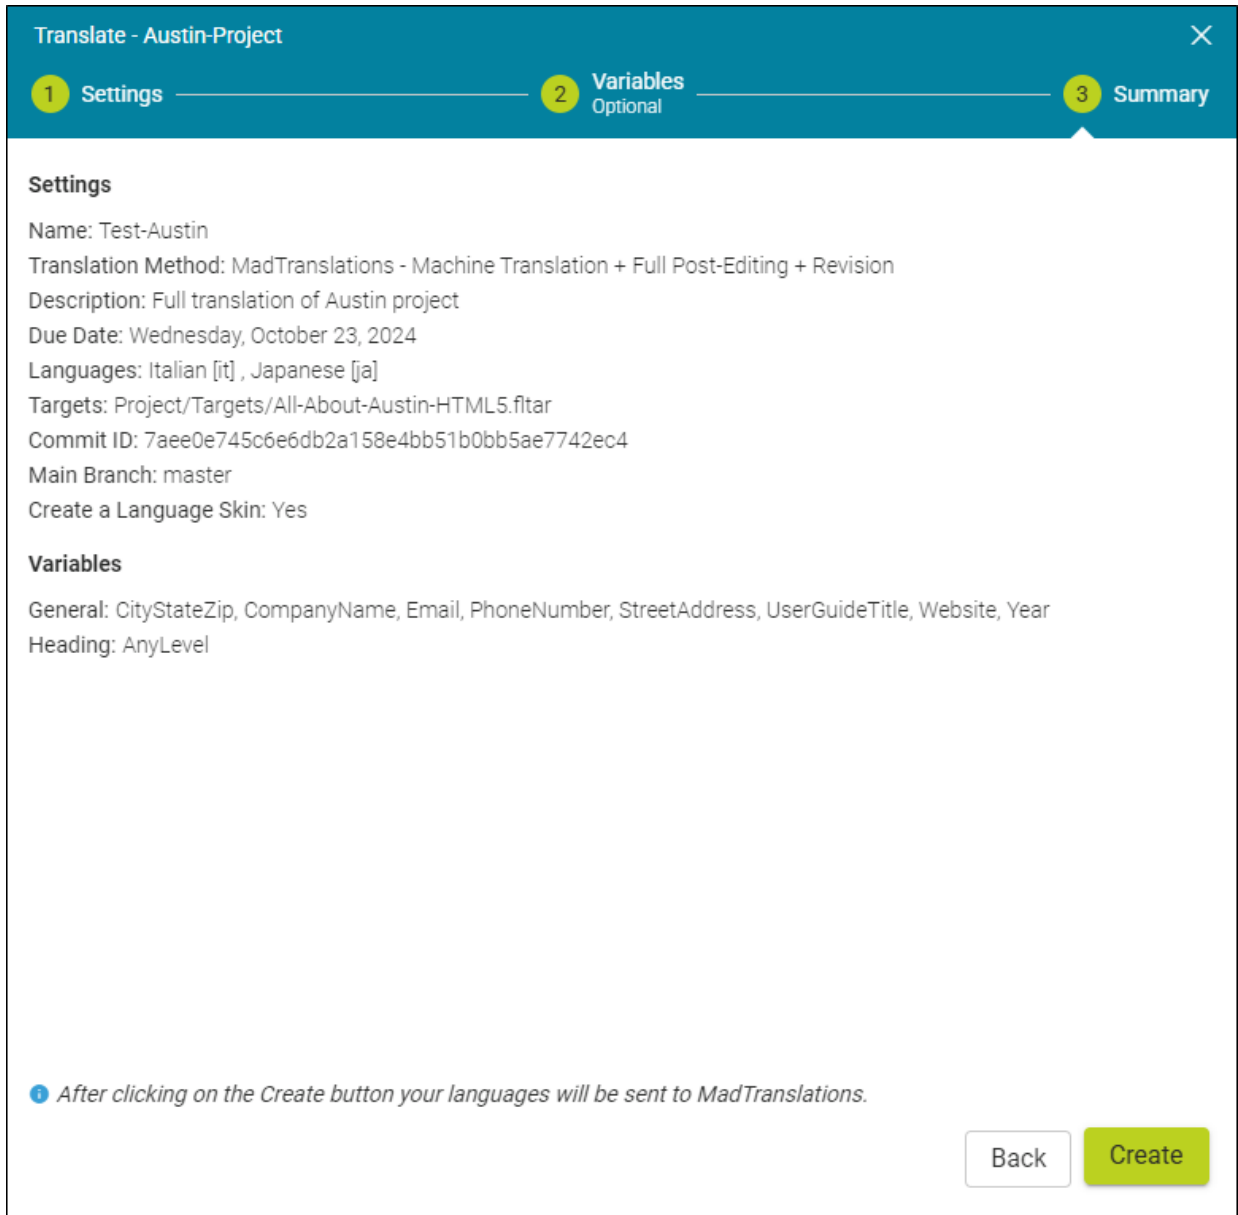 Translate - Austin-Project
1 Settings
2 Variables
Optional
3 Summary
Settings
Name: Test-Austin
Translation Method: MadTranslations - Machine Translation + Full Post-Editing + Revision
Description: Full translation of Austin project
Due Date: Wednesday, October 23, 2024
Languages: Italian [it] , Japanese [ja]
Targets: Project/Targets/All-About-Austin-HTML5.fltar
Commit ID: 7aee0e745c6e6db2a158e4bb51b0bb5ae7742ec4
Main Branch: master
Create a Language Skin: Yes
Variables
General: CityStateZip, CompanyName, Email, PhoneNumber, StreetAddress, UserGuideTitle, Website, Year
Heading: AnyLevel
After clicking on the Create button your languages will be sent to MadTranslations.
Back
Create